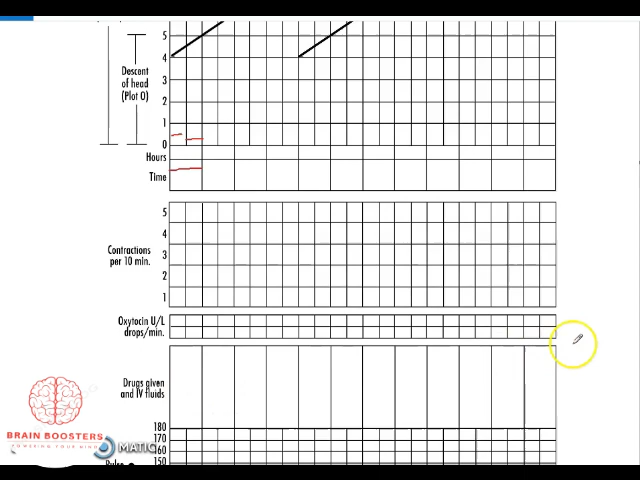 5
4
Descent
of head
(Plot O)
3
2
1
0
Hours
Time
5
4
Contractions
per 10 min.
3
2
1
Oxytocin U/L
drops/min.
Drugs given
and IV fluids
180
170
160
150
BRAIN BOOSTERS
MATIC